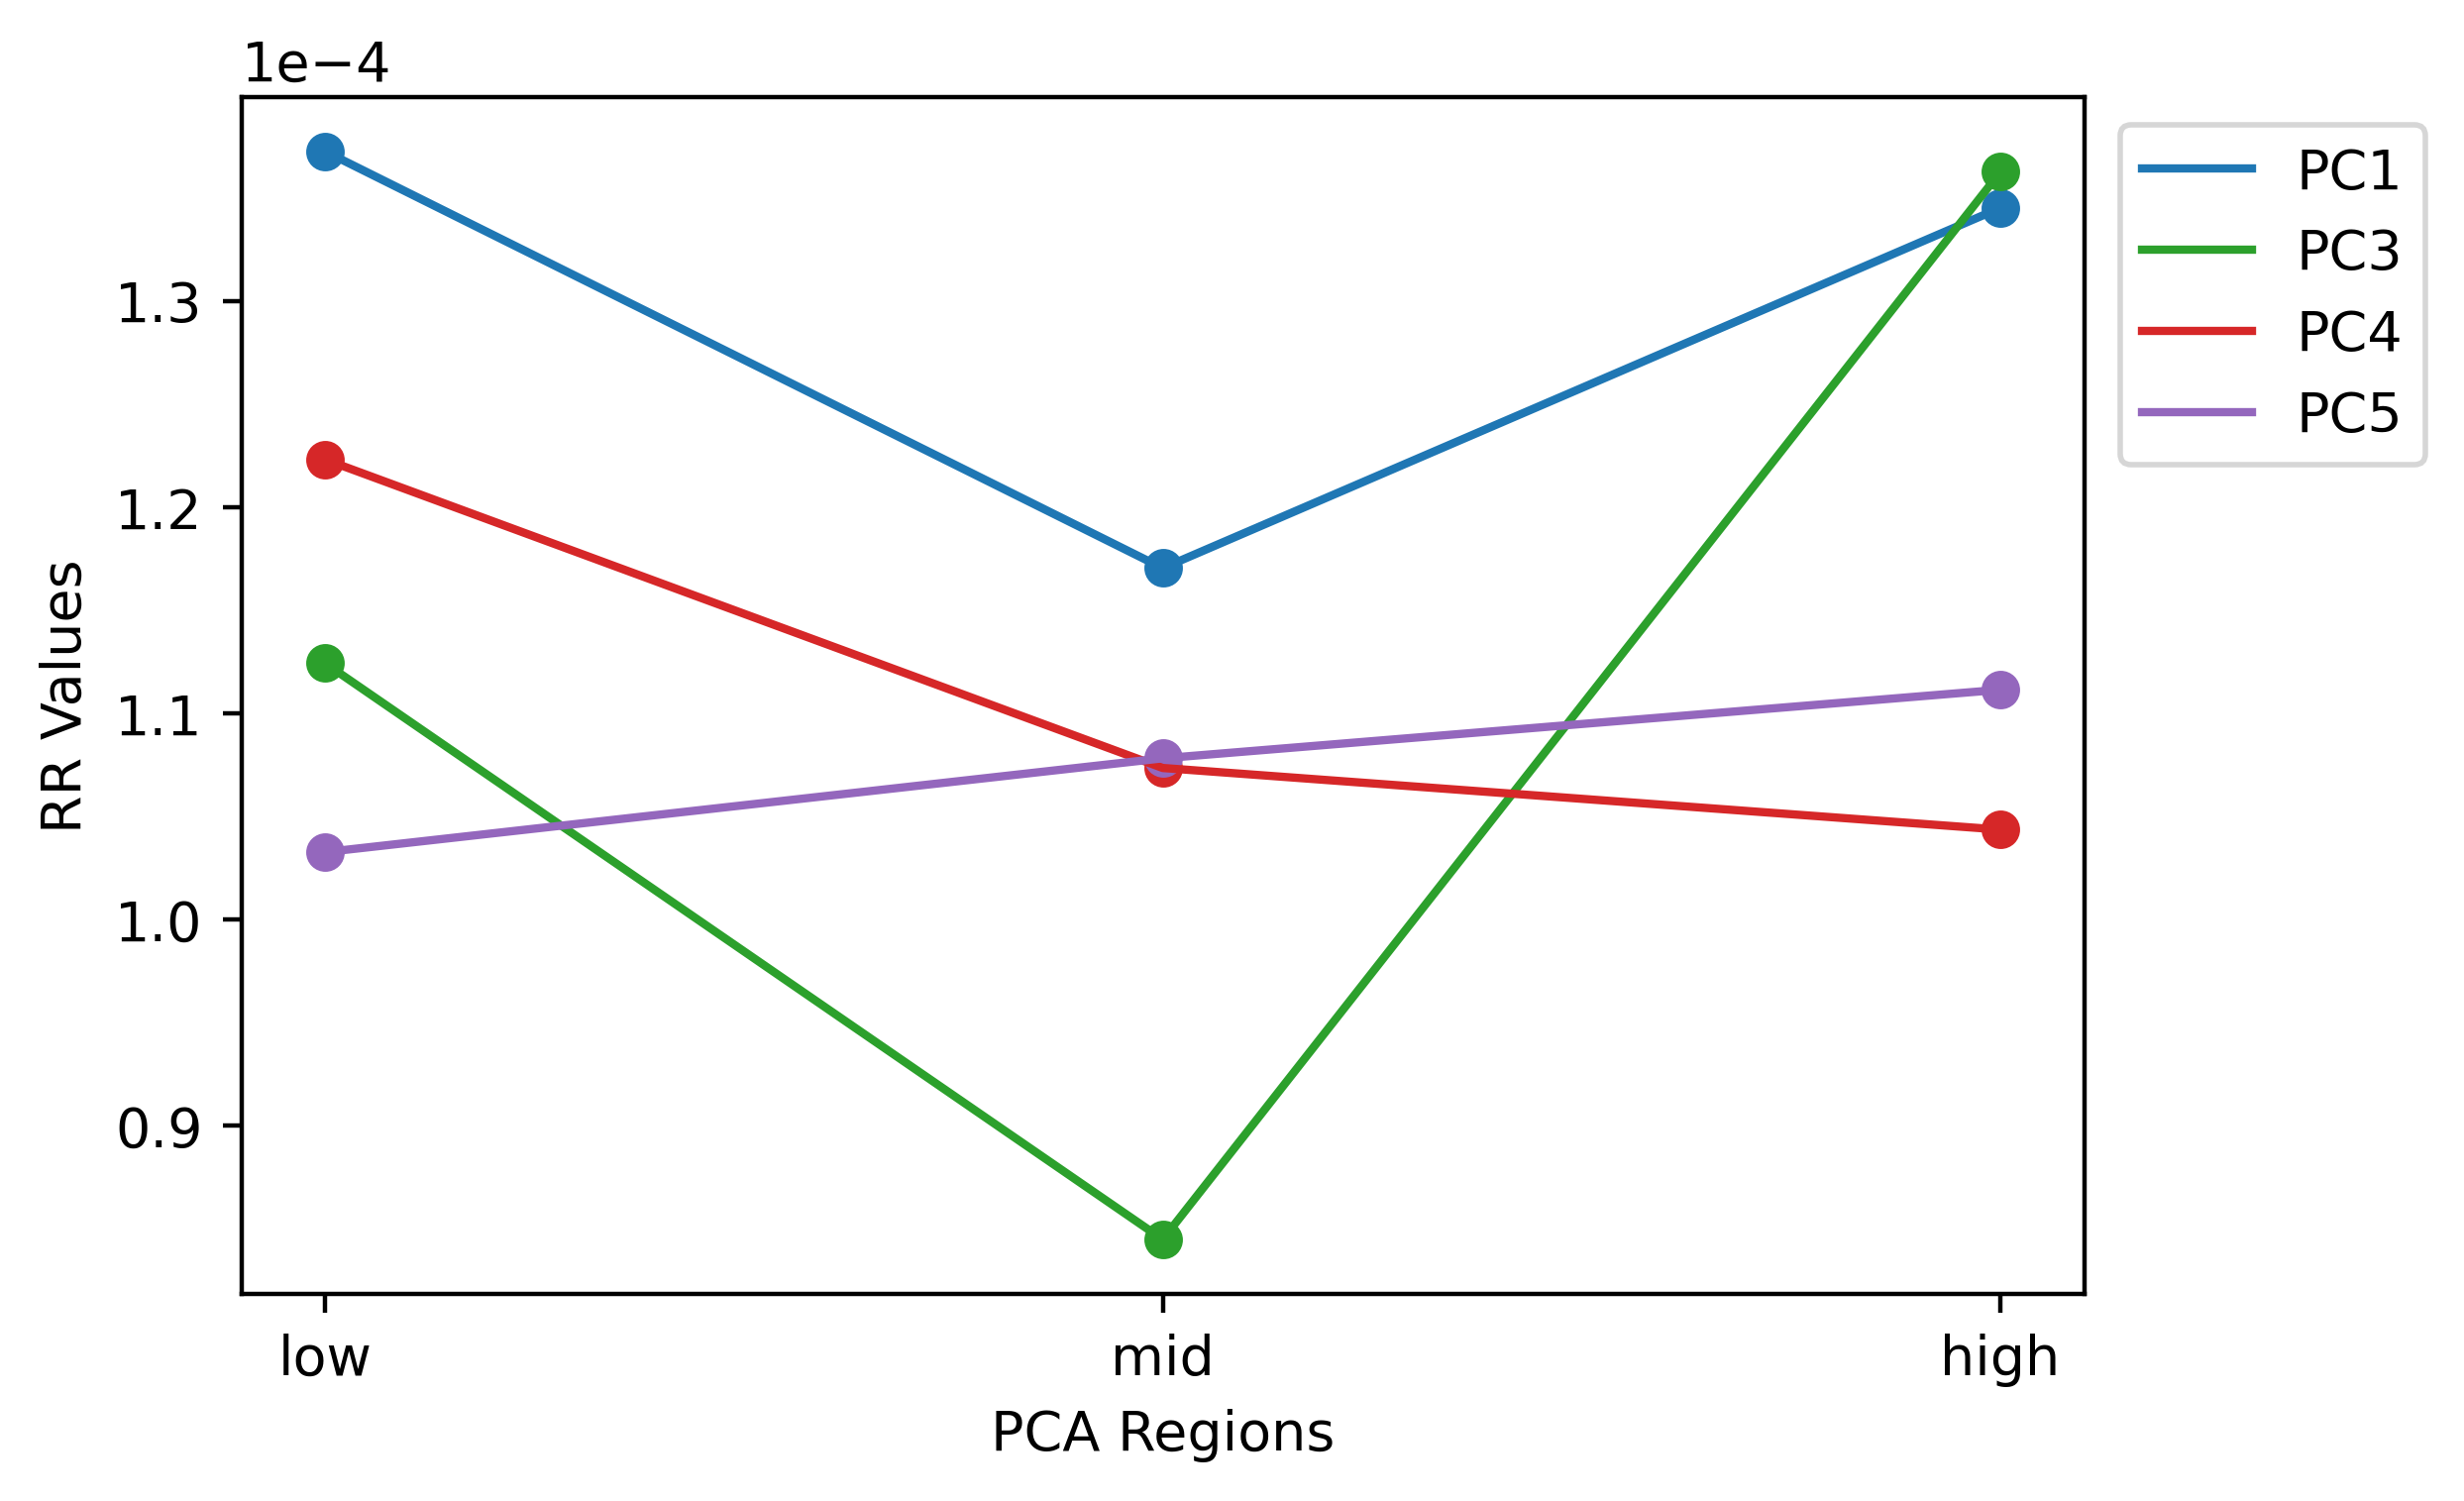 1e−4
1.3
1.2
1.1
1.0
0.9
RR Values
low
mid
high
PCA Regions
PC1
PC3
PC4
PC5